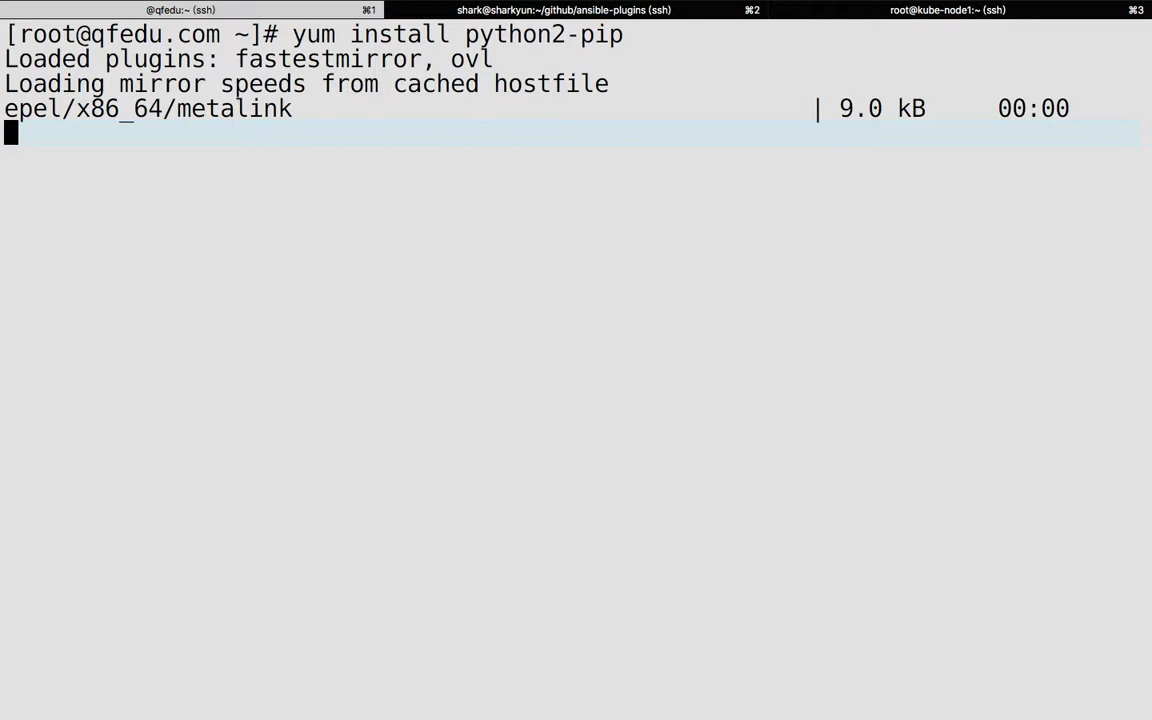 @qfedu:~ (ssh) ⌘1 shark@sharkyun:~/github/ansible-plugins (ssh) ⌘2 root@kube-node1:~ (ssh) ⌘3
[root@qfedu.com ~]# yum install python2-pip
Loaded plugins: fastestmirror, ovl
Loading mirror speeds from cached hostfile
epel/x86_64/metalink | 9.0 kB 00:00